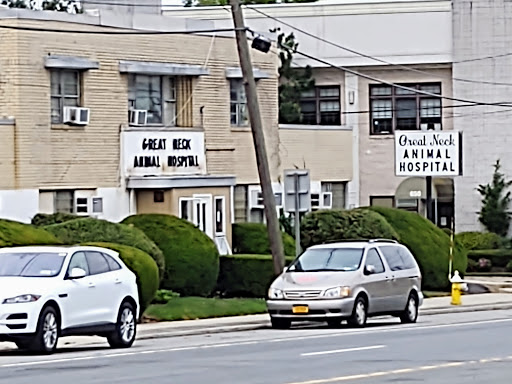 GREAT NECK
ANIMAL HOSPITAL
Great Neck
ANIMAL
HOSPITAL